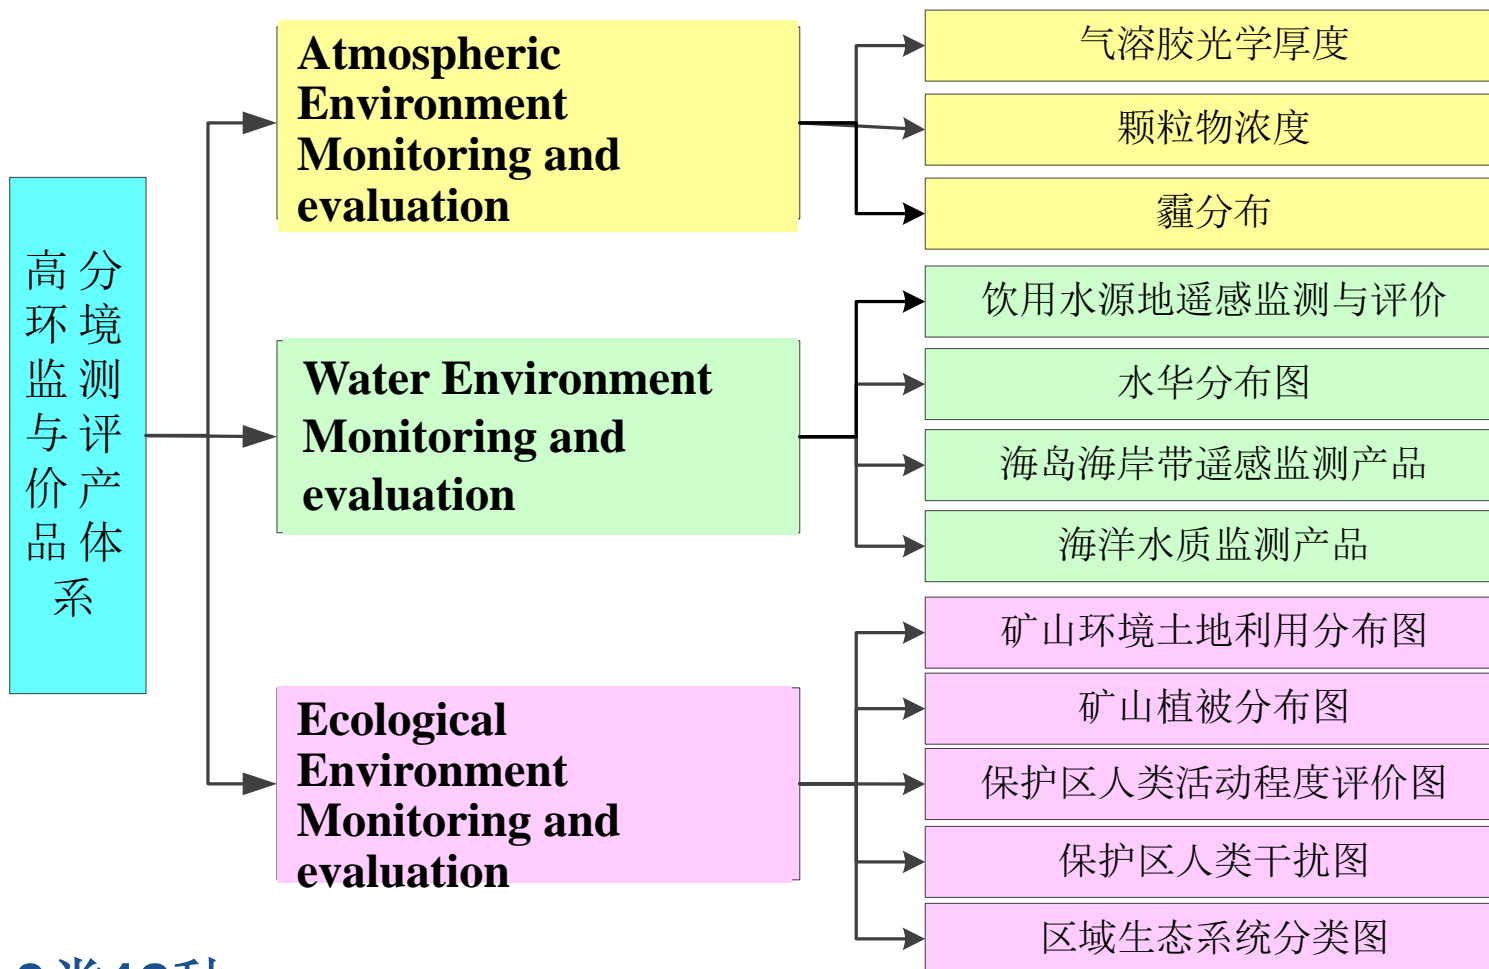 高分
环境
监测
与评
价产
品体
系
Atmospheric
Environment
Monitoring and
evaluation
气溶胶光学厚度
颗粒物浓度
霾分布
Water Environment
Monitoring and
evaluation
饮用水源地遥感监测与评价
水华分布图
海岛海岸带遥感监测产品
海洋水质监测产品
Ecological
Environment
Monitoring and
evaluation
矿山环境土地利用分布图
矿山植被分布图
保护区人类活动程度评价图
保护区人类干扰图
区域生态系统分类图